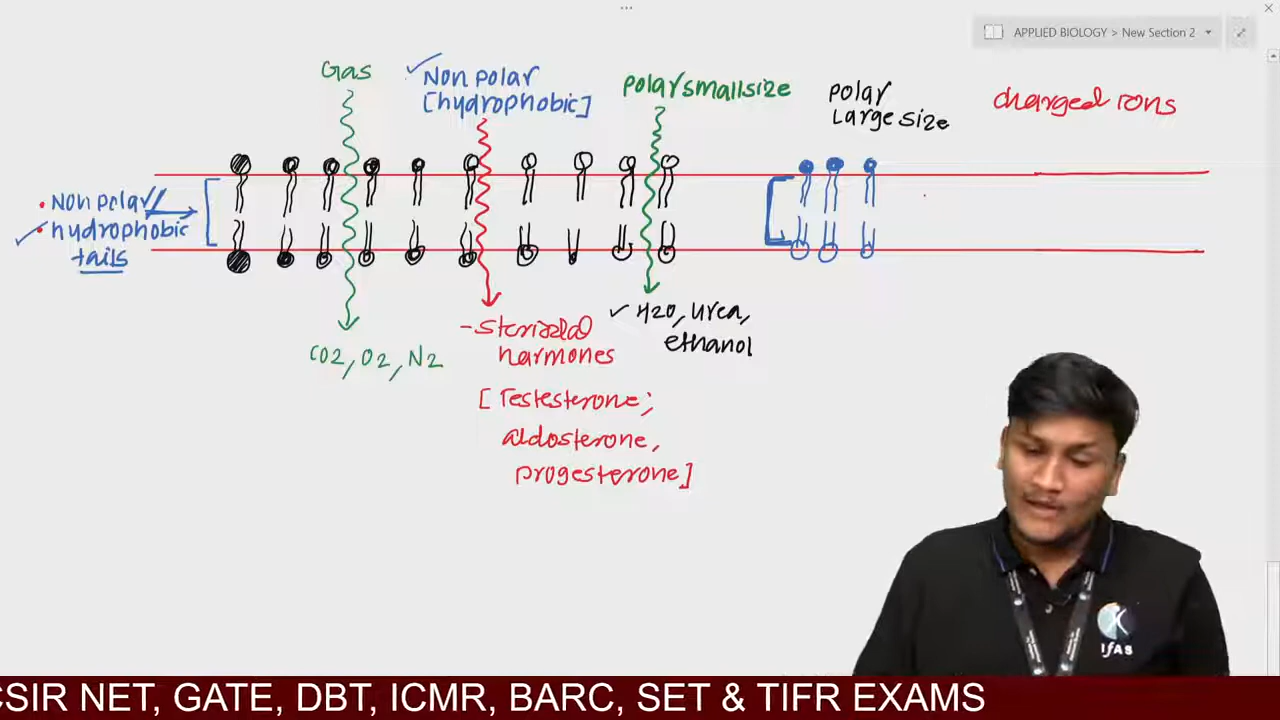 APPLIED BIOLOGY > New Section 2
Gas
Non polar
[hydrophobic]
polar small size
polar
Large size
charged ions
• Non polar
• hydrophobic
tails
CO2, O2, N2
- Steriodal
harmones
[Testesterone;
aldosterone,
progesterone]
H20, Urea,
ethanol
IFAS
CSIR NET, GATE, DBT, ICMR, BARC, SET & TIFR EXAMS